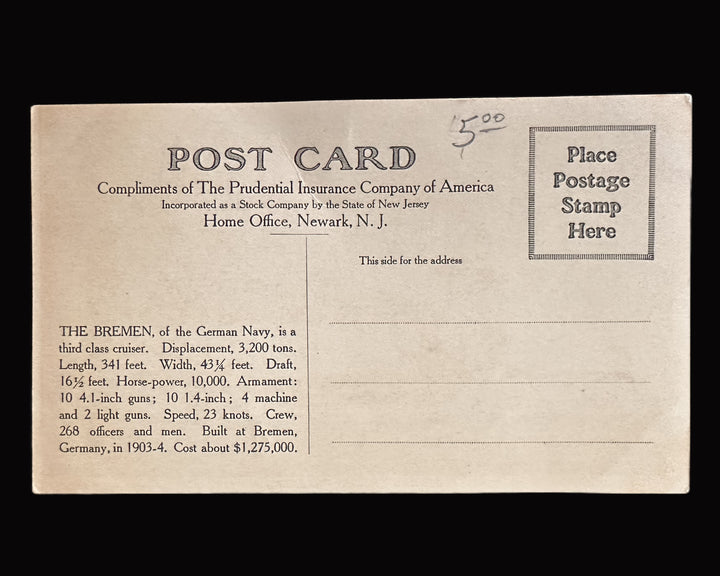 5.00
POST CARD
Compliments of The Prudential Insurance Company of America
Incorporated as a Stock Company by the State of New Jersey
Home Office, Newark, N. J.
Place
Postage
Stamp
Here
This side for the address
THE BREMEN, of the German Navy, is a
third class cruiser. Displacement, 3,200 tons.
Length, 341 feet. Width, 43¼ feet. Draft,
16½ feet. Horse-power, 10,000. Armament:
10 4.1-inch guns; 10 1.4-inch; 4 machine
and 2 light guns. Speed, 23 knots. Crew,
268 officers and men. Built at Bremen,
Germany, in 1903-4. Cost about $1,275,000.